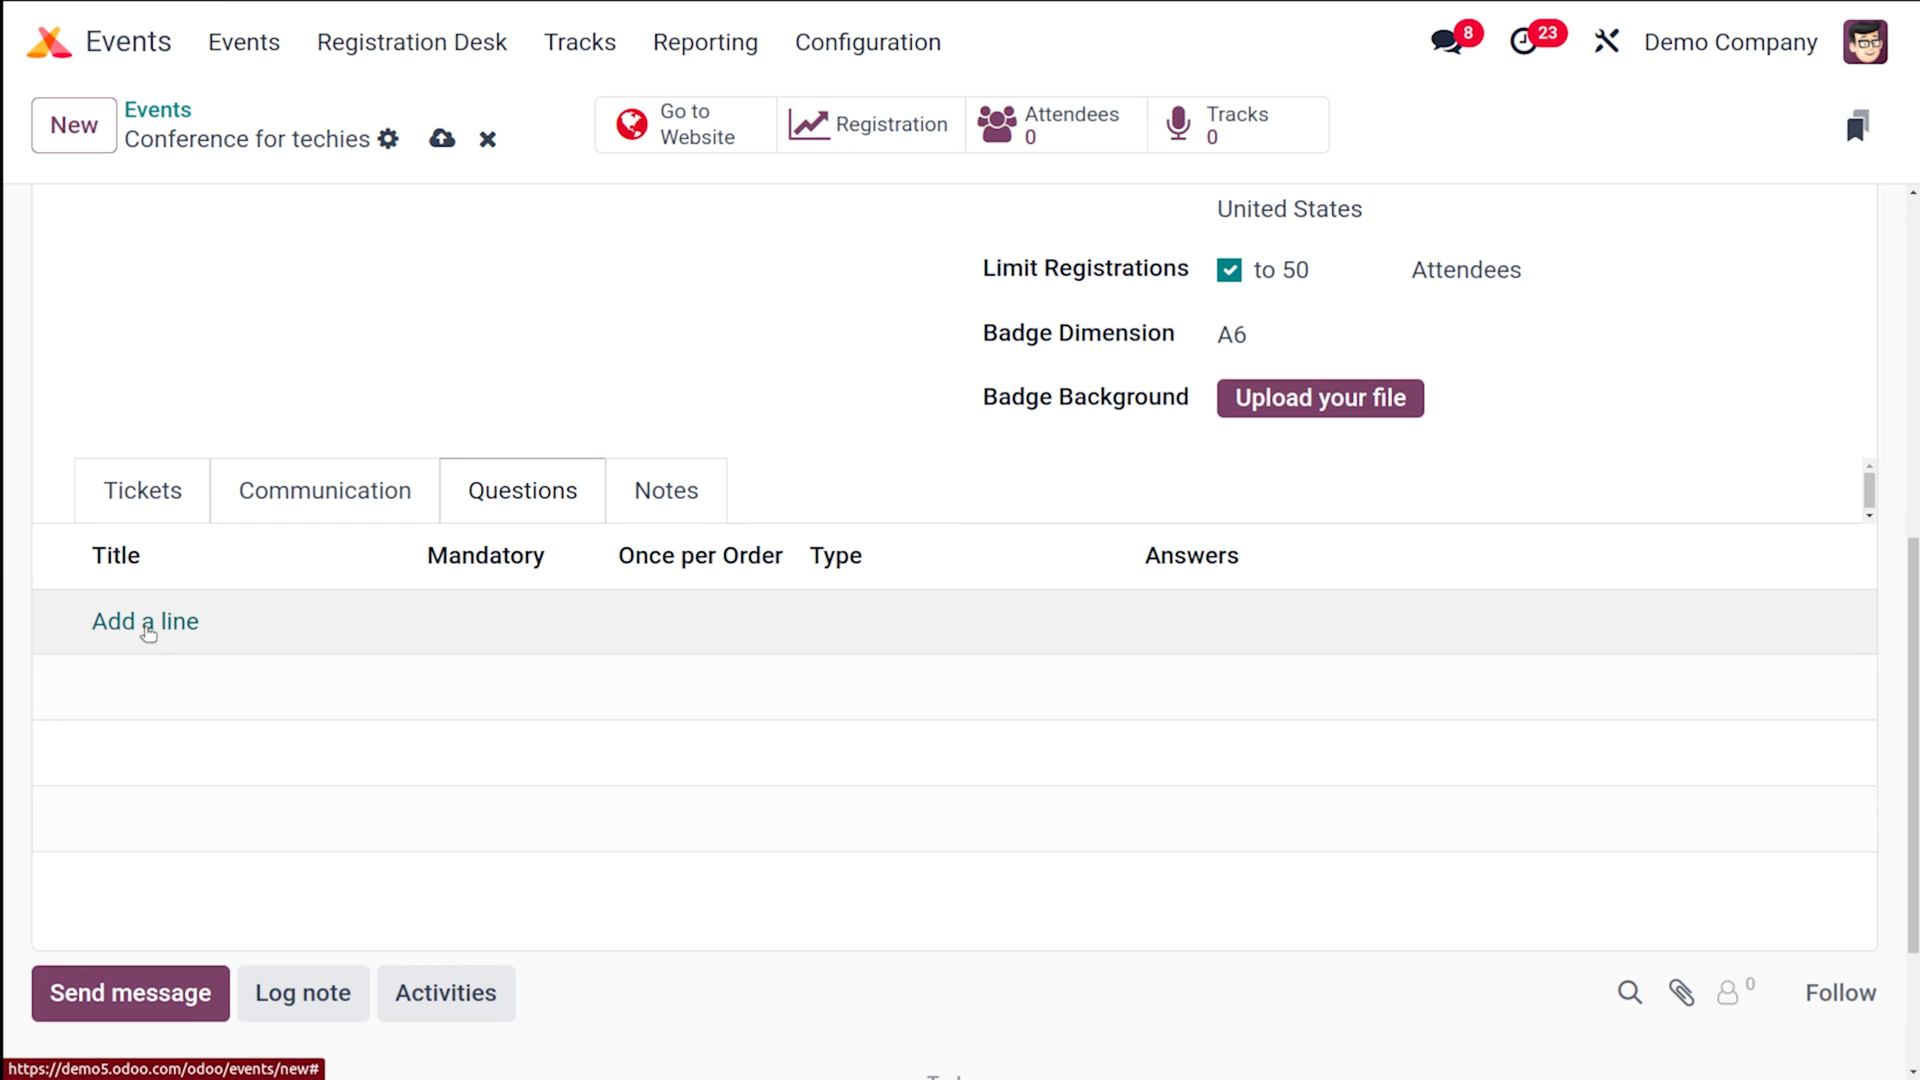 Events Events Registration Desk Tracks Reporting Configuration 8 23 Demo Company
New Events Go to Website Registration Attendees 0 Tracks 0
Conference for techies
United States
Limit Registrations to 50 Attendees
Badge Dimension A6
Badge Background Upload your file
Tickets Communication Questions Notes
Title Mandatory Once per Order Type Answers
Add a line
Send message Log note Activities 0 Follow
https://demo5.odoo.com/odoo/events/new#